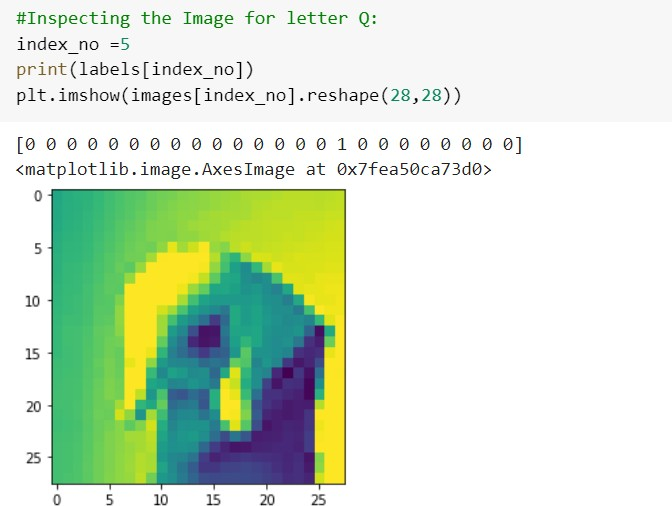 #Inspecting the Image for letter Q:
index_no =5
print(labels[index_no])
plt.imshow(images[index_no].reshape(28,28))
[0 0 0 0 0 0 0 0 0 0 0 0 0 0 0 1 0 0 0 0 0 0 0 0]
<matplotlib.image.AxesImage at 0x7fea50ca73d0>
0
5
10
15
20
25
0 5 10 15 20 25